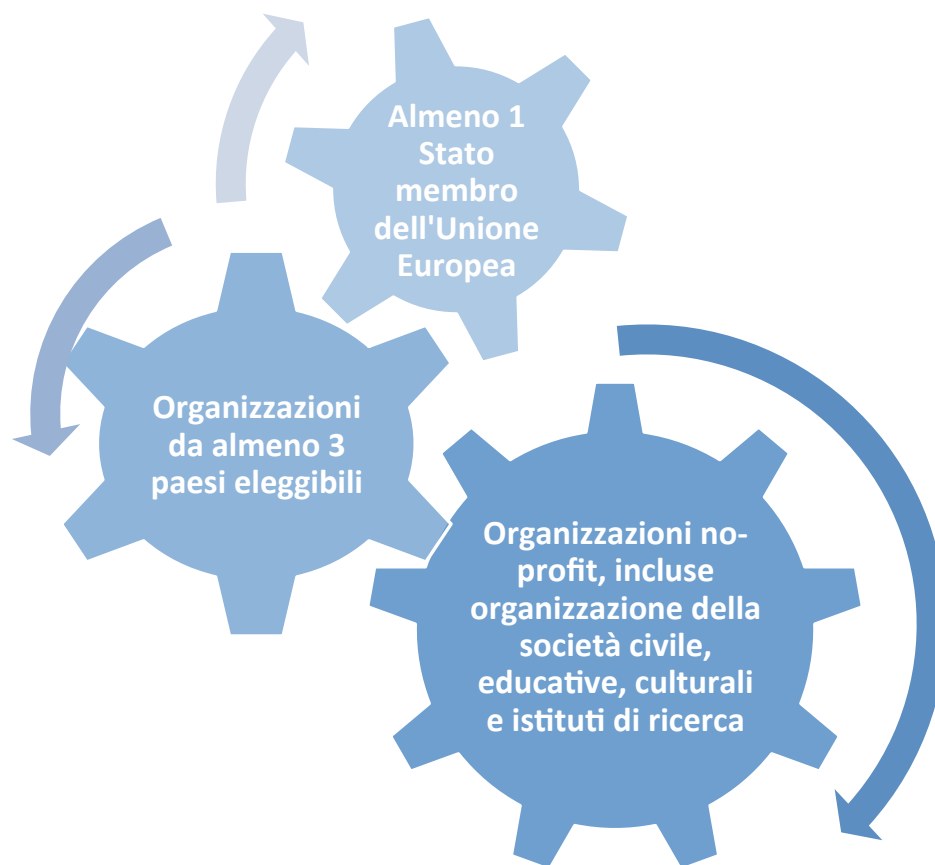 Almeno 1
Stato
membro
dell'Unione
Europea
Organizzazioni
da almeno 3
paesi eleggibili
Organizzazioni no-
profit, incluse
organizzazione della
società civile,
educative, culturali
e istituti di ricerca